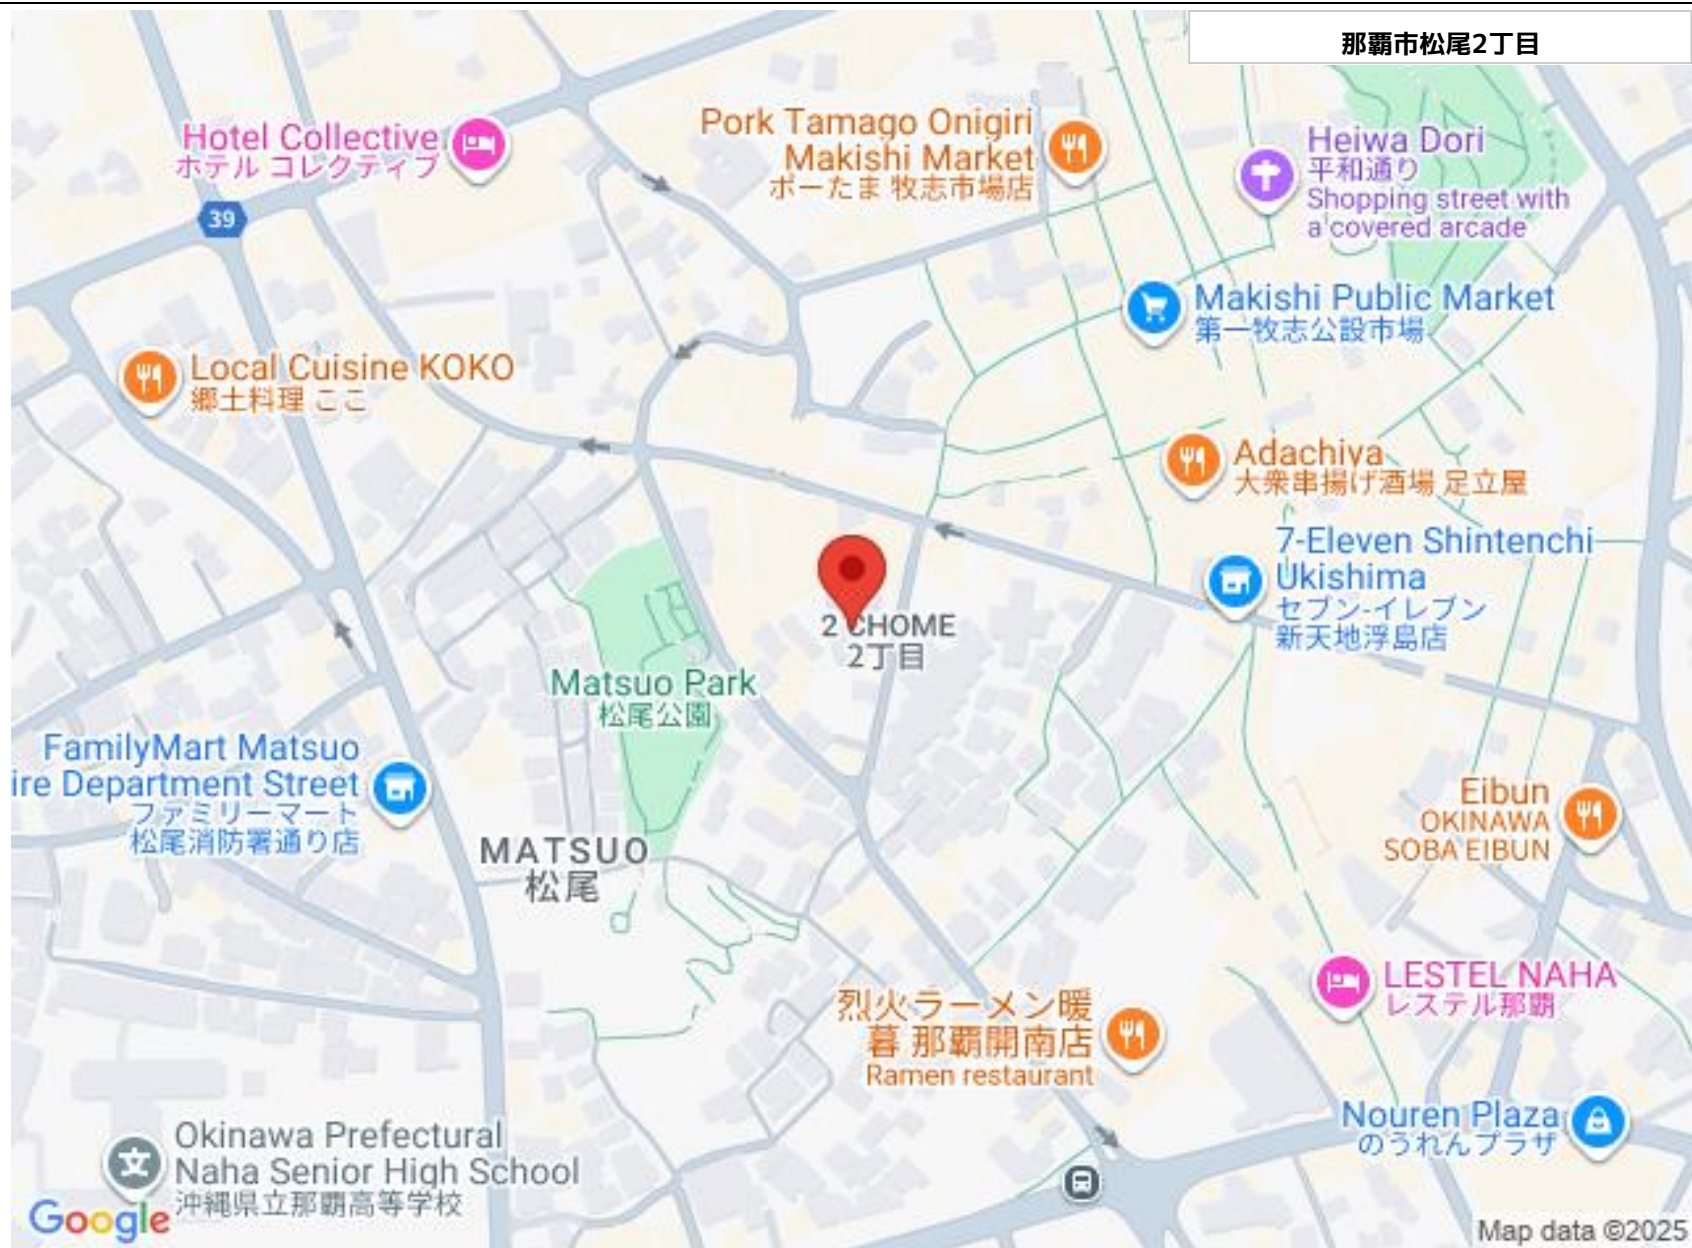 那覇市松尾2丁目
Hotel Collective
ホテル コレクティブ
Pork Tamago Onigiri
Makishi Market
ポーたま 牧志市場店
Heiwa Dori
平和通り
Shopping street with
a covered arcade
39
Makishi Public Market
第一牧志公設市場
Local Cuisine KOKO
郷土料理 ここ
Adachiya
大衆串揚げ酒場 足立屋
7-Eleven Shintenchi
Ukishima
セブン-イレブン
新天地浮島店
2 CHOME
2丁目
Matsuo Park
松尾公園
FamilyMart Matsuo
ire Department Street
ファミリーマート
松尾消防署通り店
Eibun
OKINAWA
SOBA EIBUN
MATSUO
松尾
LESTEL NAHA
レステル那覇
烈火ラーメン暖
暮 那覇開南店
Ramen restaurant
Nouren Plaza
のうれんプラザ
Okinawa Prefectural
Naha Senior High School
沖縄県立那覇高等学校
文
Google
Map data ©2025